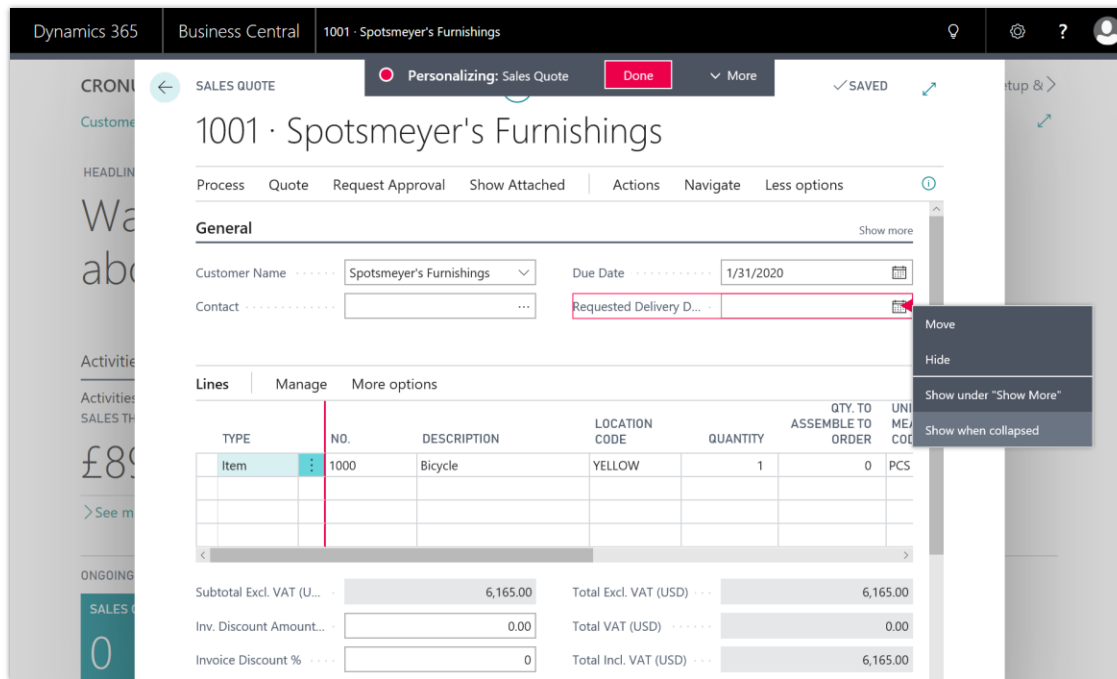 Dynamics 365 Business Central 1001 · Spotsmeyer's Furnishings ?
Personalizing: Sales Quote Done More
CRONU SALES QUOTE SAVED etup &
Custome
1001 · Spotsmeyer's Furnishings
HEADLIN
Process Quote Request Approval Show Attached Actions Navigate Less options
Wa
General Show more
abo
Customer Name Spotsmeyer's Furnishings Due Date 1/31/2020
Contact ... Requested Delivery D...
Move
Hide
Activitie
Lines Manage More options
Show under "Show More"
Activities
SALES TH
Show when collapsed
TYPE NO. DESCRIPTION LOCATION CODE QUANTITY QTY. TO ASSEMBLE TO ORDER UNI MEA COD
£89
Item 1000 Bicycle YELLOW 1 0 PCS
See m
ONGOING
Subtotal Excl. VAT (U... 6,165.00 Total Excl. VAT (USD) 6,165.00
SALES
Inv. Discount Amount... 0.00 Total VAT (USD) 0.00
0
Invoice Discount % 0 Total Incl. VAT (USD) 6,165.00